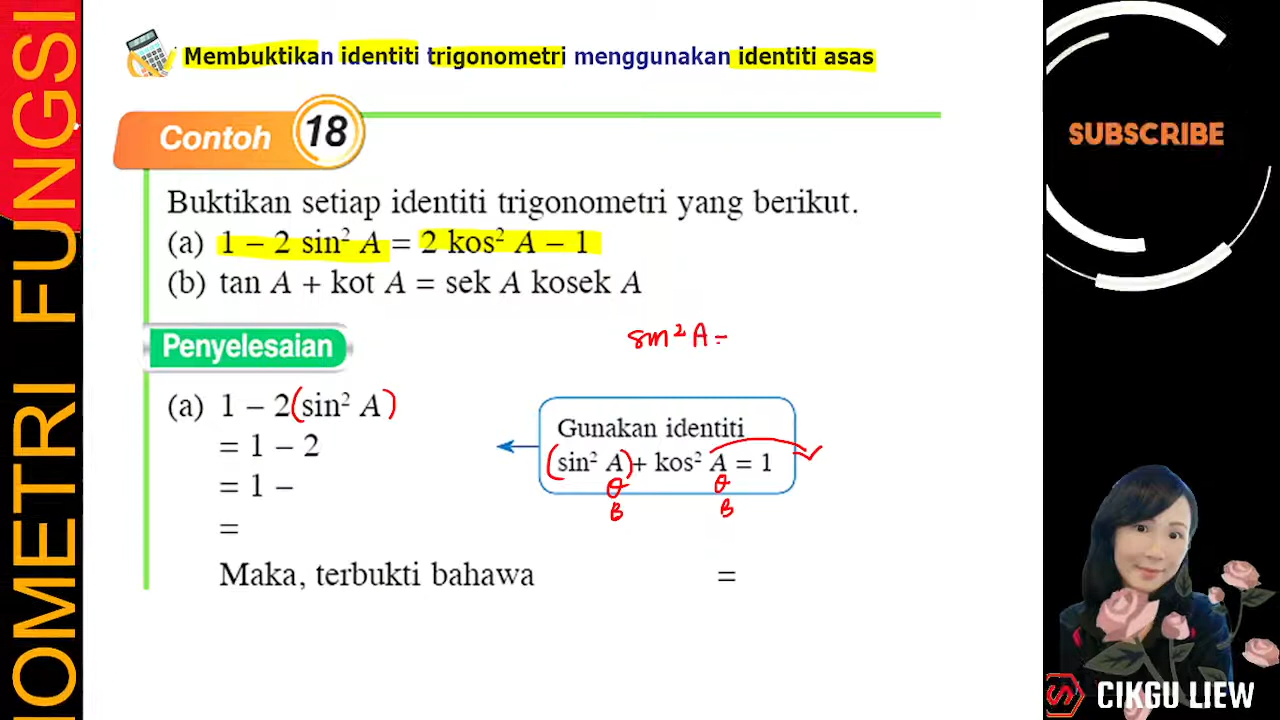 IOMETRI FUNGSI
Membuktikan identiti trigonometri menggunakan identiti asas
Contoh 18
Buktikan setiap identiti trigonometri yang berikut.
(a) 1 – 2 sin² A = 2 kos² A – 1
(b) tan A + kot A = sek A kosek A
Penyelesaian
sin² A =
(a) 1 – 2(sin² A)
= 1 – 2
= 1 –
=
Gunakan identiti
(sin² A) + kos² A = 1
θ θ
B B
Maka, terbukti bahawa =
SUBSCRIBE
CIKGU LIEW